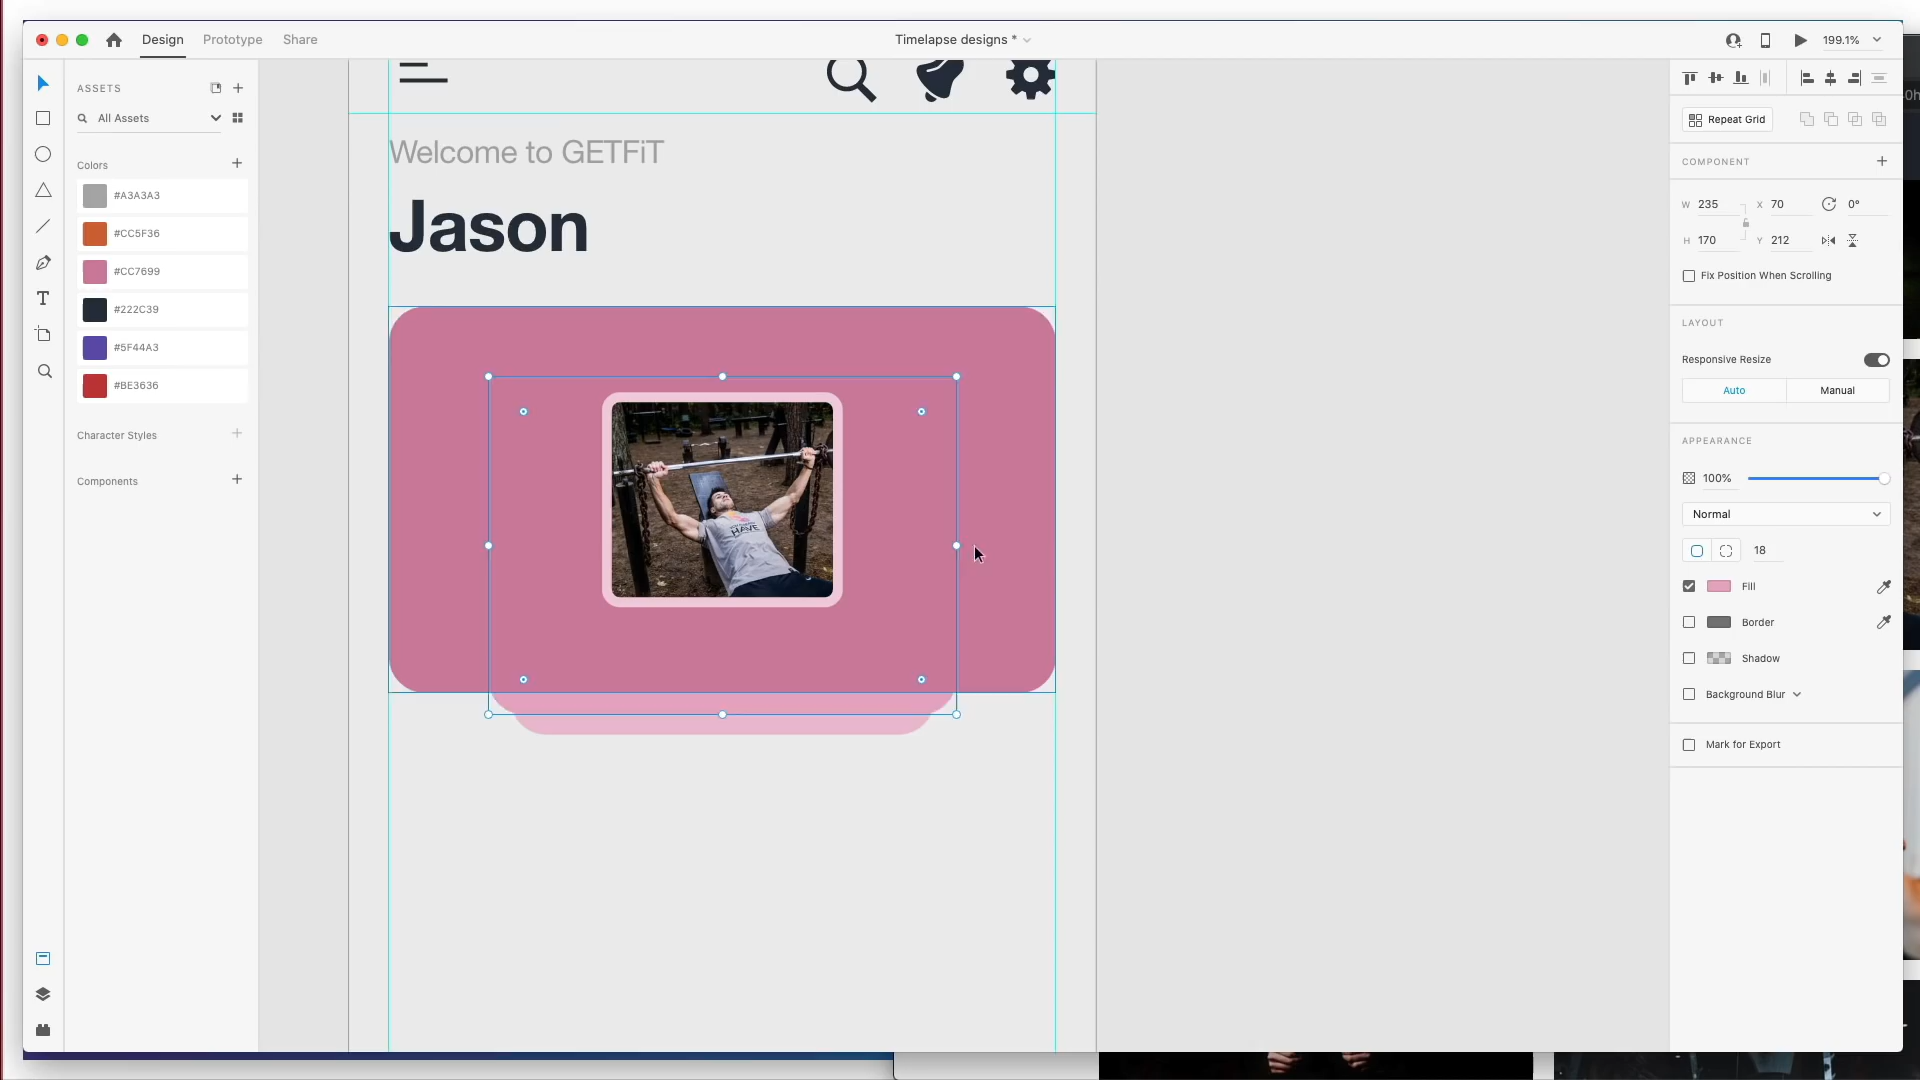 Design Prototype Share
Timelapse designs *
199.1%
ASSETS
All Assets
Colors
#A3A3A3
#CC5F36
#CC7699
#222C39
#5F44A3
#BE3636
Character Styles
Components
Welcome to GETFiT
Jason
HAVE
Repeat Grid
COMPONENT
W 235 X 70 0°
H 170 Y 212
Fix Position When Scrolling
LAYOUT
Responsive Resize
Auto Manual
APPEARANCE
100%
Normal
18
Fill
Border
Shadow
Background Blur
Mark for Export